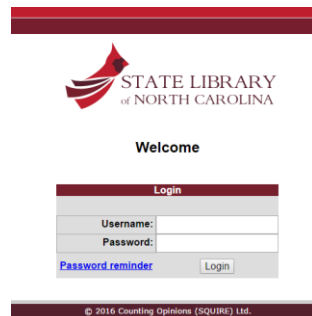 STATE LIBRARY
of NORTH CAROLINA
Welcome
Login
Username:
Password:
Password reminder Login
© 2016 Counting Opinions (SQUIRE) Ltd.